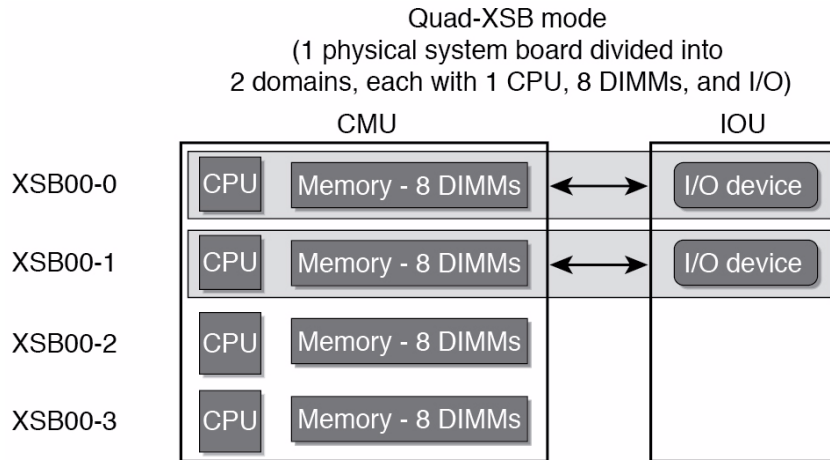 Quad-XSB mode
(1 physical system board divided into
2 domains, each with 1 CPU, 8 DIMMs, and I/O)
CMU IOU
XSB00-0 CPU Memory - 8 DIMMs I/O device
XSB00-1 CPU Memory - 8 DIMMs I/O device
XSB00-2 CPU Memory - 8 DIMMs
XSB00-3 CPU Memory - 8 DIMMs